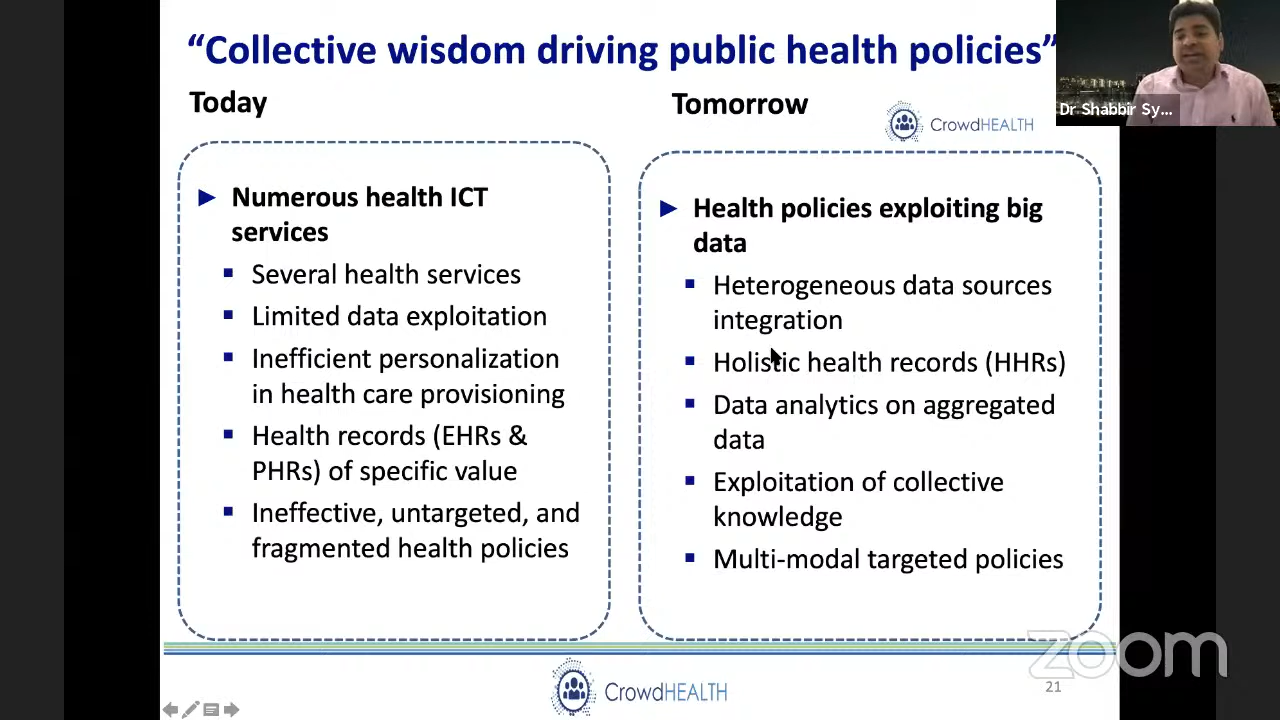 “Collective wisdom driving public health policies”
Today
Tomorrow
CrowdHEALTH
Dr Shabbir Sy...
Numerous health ICT
services
Several health services
Limited data exploitation
Inefficient personalization
in health care provisioning
Health records (EHRs &
PHRs) of specific value
Ineffective, untargeted, and
fragmented health policies
Health policies exploiting big
data
Heterogeneous data sources
integration
Holistic health records (HHRs)
Data analytics on aggregated
data
Exploitation of collective
knowledge
Multi-modal targeted policies
zoom
CrowdHEALTH
21